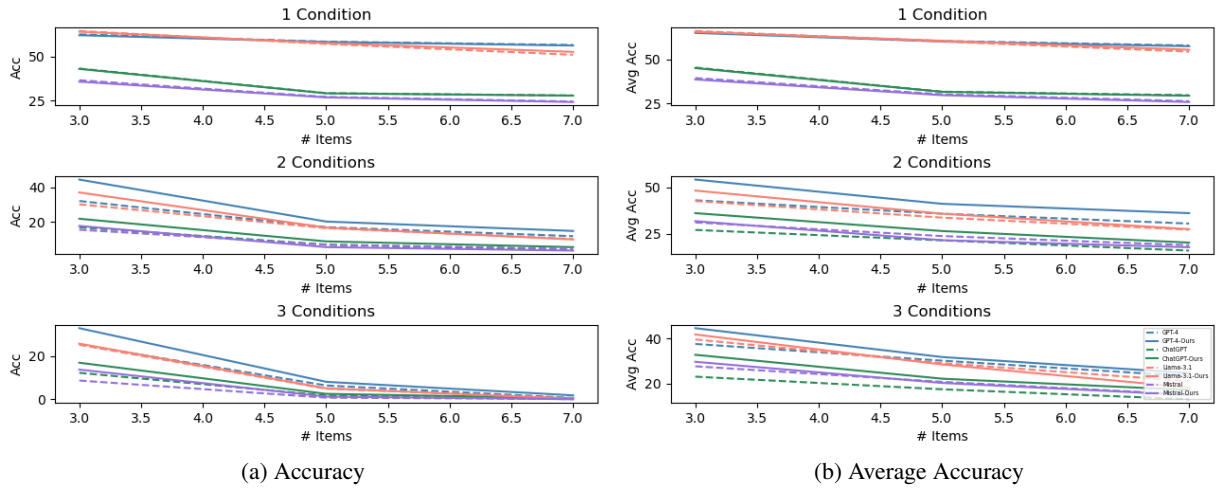 1 Condition
Acc
50
25
3.0 3.5 4.0 4.5 5.0 5.5 6.0 6.5 7.0
# Items
2 Conditions
Acc
40
20
3.0 3.5 4.0 4.5 5.0 5.5 6.0 6.5 7.0
# Items
3 Conditions
Acc
20
0
3.0 3.5 4.0 4.5 5.0 5.5 6.0 6.5 7.0
# Items
(a) Accuracy
1 Condition
Avg Acc
50
25
3.0 3.5 4.0 4.5 5.0 5.5 6.0 6.5 7.0
# Items
2 Conditions
Avg Acc
50
25
3.0 3.5 4.0 4.5 5.0 5.5 6.0 6.5 7.0
# Items
3 Conditions
Avg Acc
40
20
GPT-4
GPT-4-Ours
ChatGPT
ChatGPT-Ours
Llama-3.1
Llama-3.1-Ours
Mistral
Mistral-Ours
3.0 3.5 4.0 4.5 5.0 5.5 6.0 6.5 7.0
# Items
(b) Average Accuracy